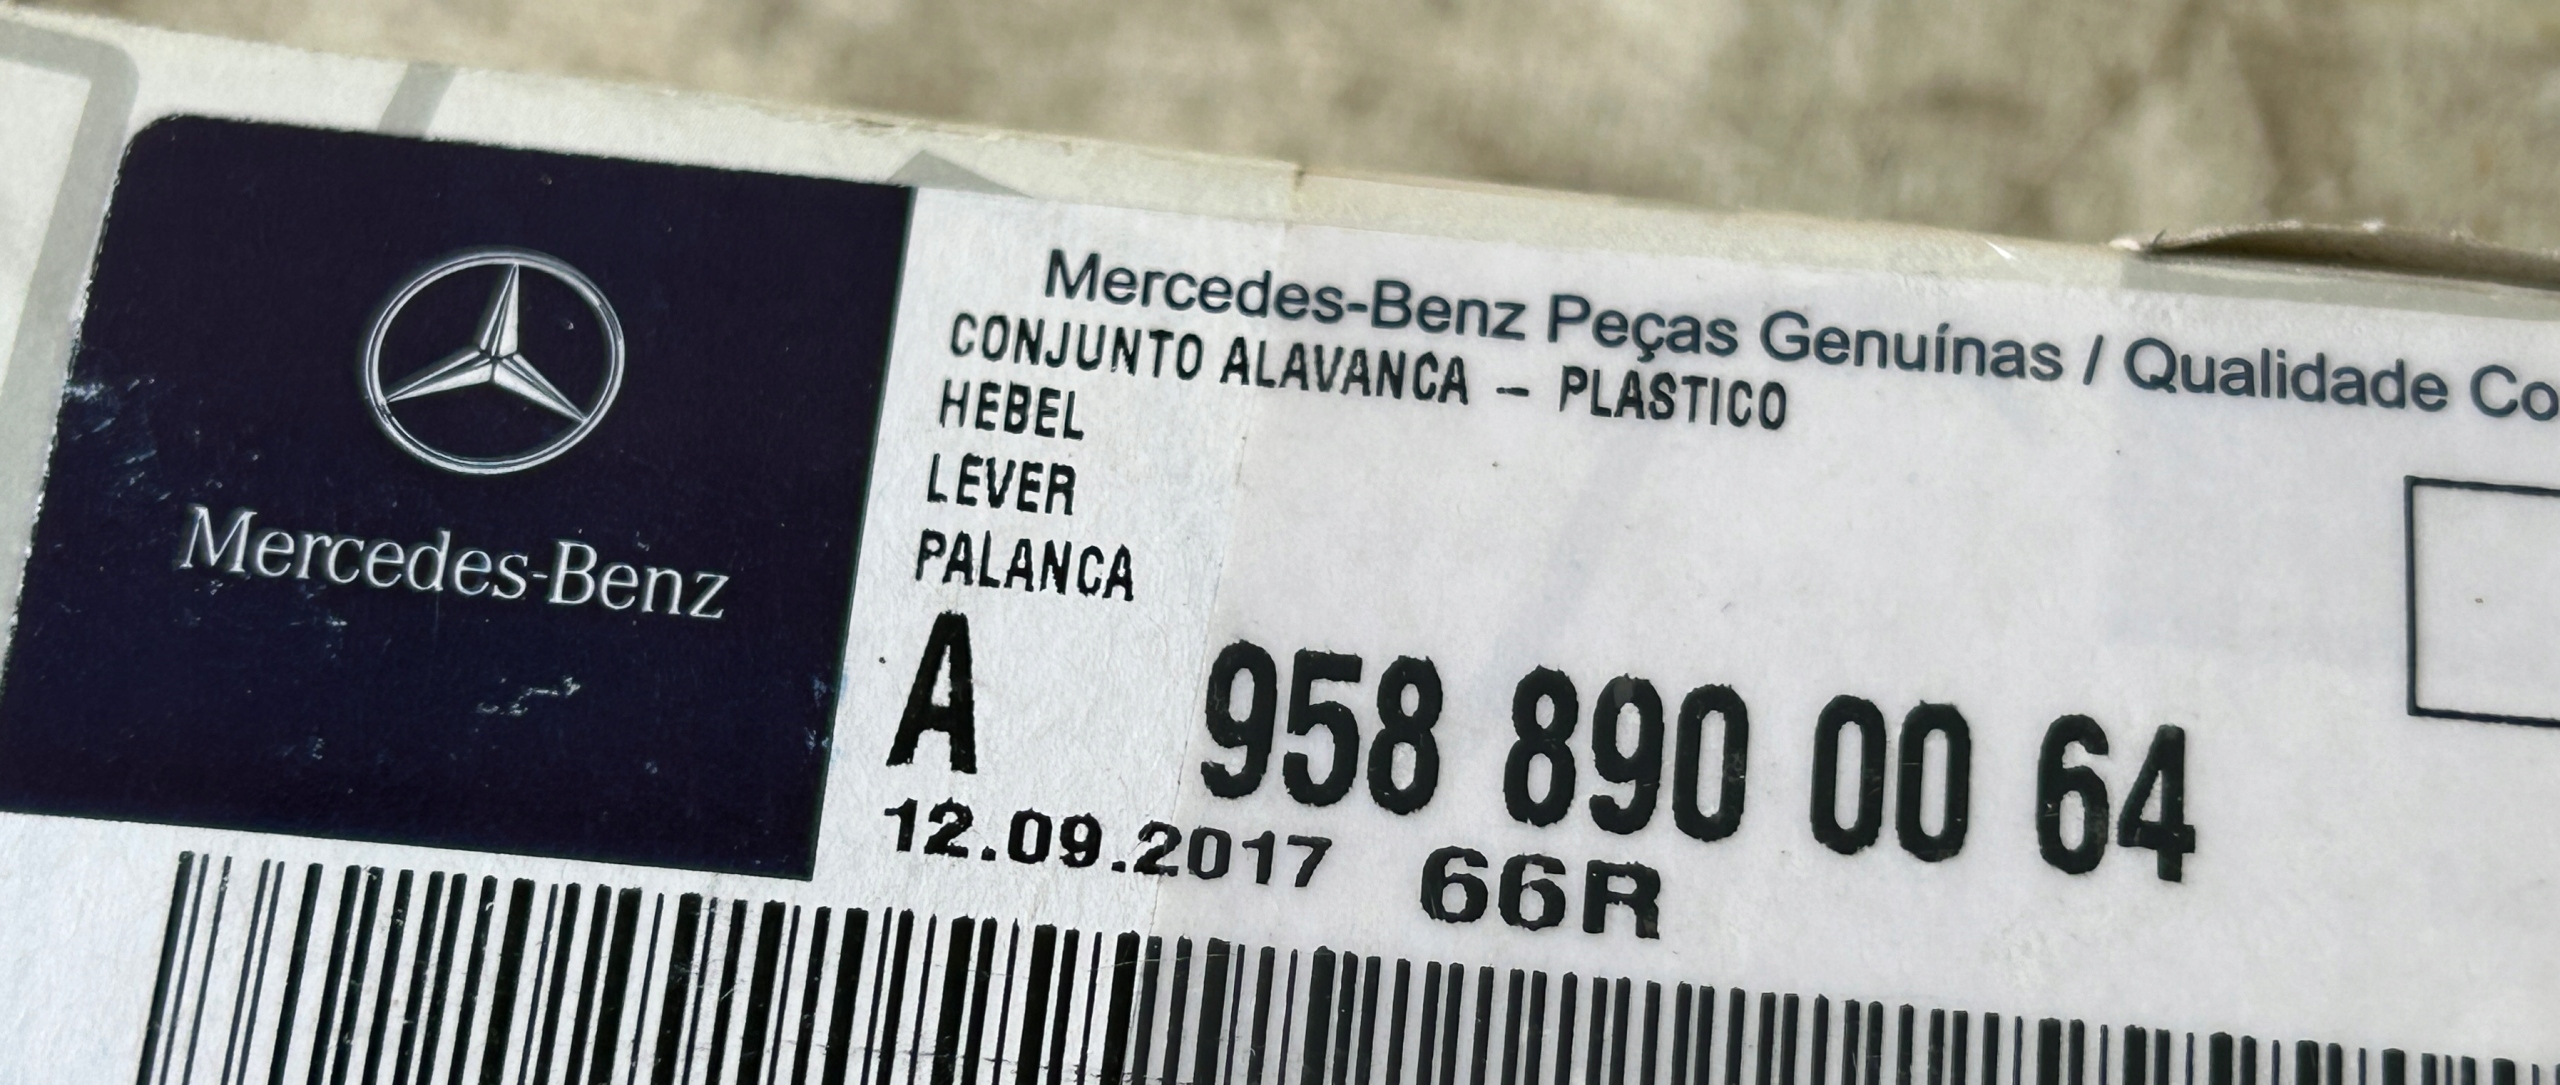 Mercedes-Benz
Mercedes-Benz Peças Genuínas / Qualidade
CONJUNTO ALAVANCA – PLASTICO
HEBEL
LEVER
PALANCA
A 958 890 00 64
12.09.2017 66R